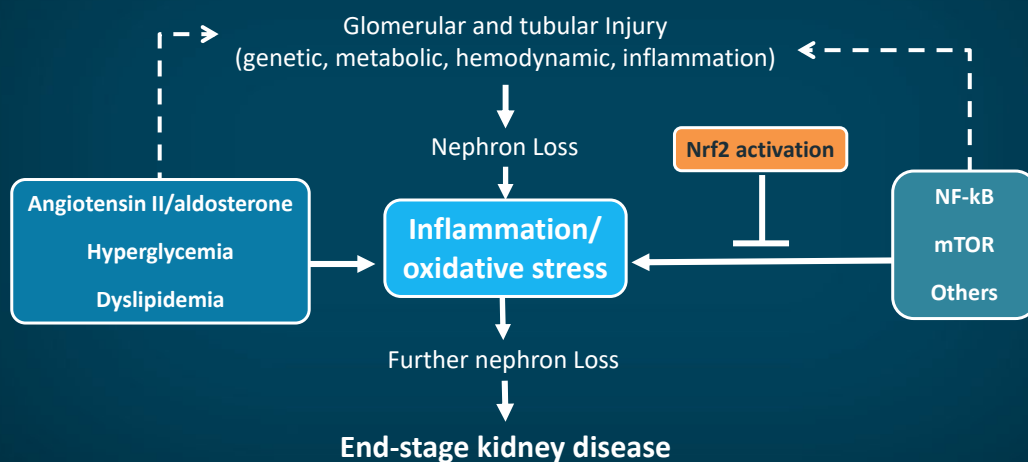 Glomerular and tubular Injury
(genetic, metabolic, hemodynamic, inflammation)
Nephron Loss
Nrf2 activation
Angiotensin II/aldosterone
Hyperglycemia
Dyslipidemia
Inflammation/
oxidative stress
NF-kB
mTOR
Others
Further nephron Loss
End-stage kidney disease